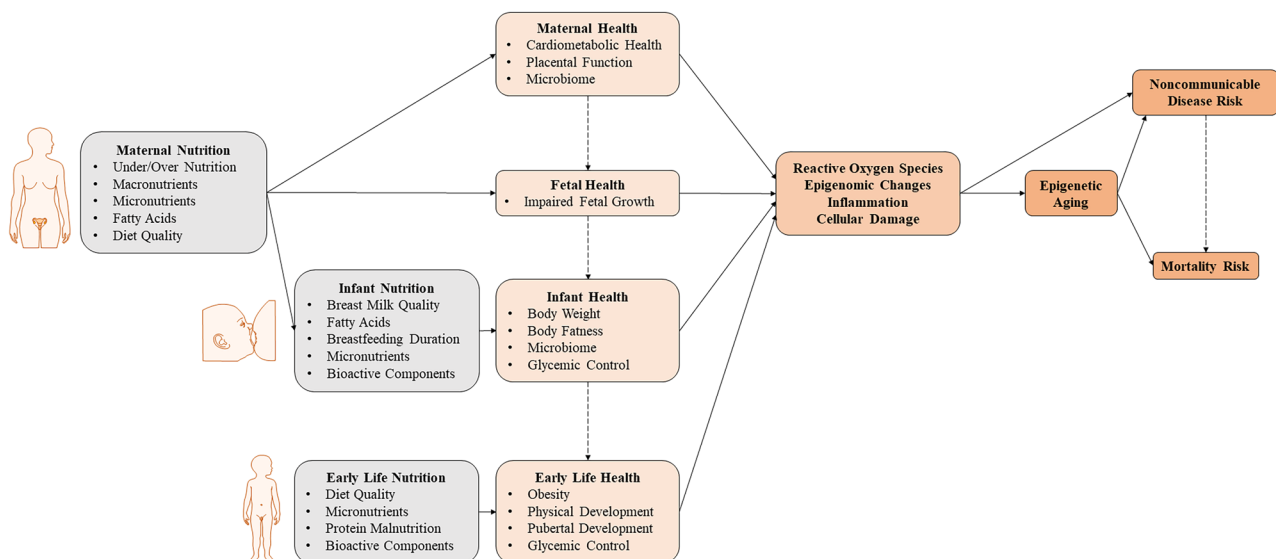 Maternal Health
• Cardiometabolic Health
• Placental Function
• Microbiome
Noncommunicable
Disease Risk
Maternal Nutrition
• Under/Over Nutrition
• Macronutrients
• Micronutrients
• Fatty Acids
• Diet Quality
Fetal Health
• Impaired Fetal Growth
Reactive Oxygen Species
Epigenomic Changes
Inflammation
Cellular Damage
Epigenetic
Aging
Mortality Risk
Infant Nutrition
• Breast Milk Quality
• Fatty Acids
• Breastfeeding Duration
• Micronutrients
• Bioactive Components
Infant Health
• Body Weight
• Body Fatness
• Microbiome
• Glycemic Control
Early Life Nutrition
• Diet Quality
• Micronutrients
• Protein Malnutrition
• Bioactive Components
Early Life Health
• Obesity
• Physical Development
• Pubertal Development
• Glycemic Control